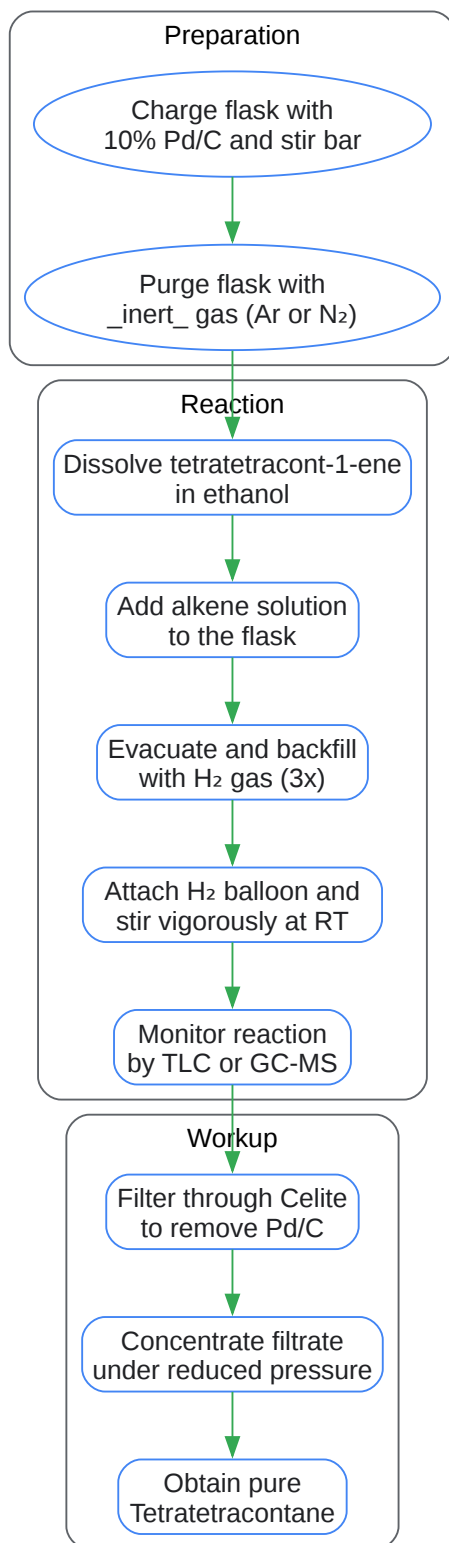 Preparation
Charge flask with
10% Pd/C and stir bar
Purge flask with
_inert_ gas (Ar or N₂)
Reaction
Dissolve tetratetracont-1-ene
in ethanol
Add alkene solution
to the flask
Evacuate and backfill
with H₂ gas (3x)
Attach H₂ balloon and
stir vigorously at RT
Monitor reaction
by TLC or GC-MS
Workup
Filter through Celite
to remove Pd/C
Concentrate filtrate
under reduced pressure
Obtain pure
Tetratetracontane